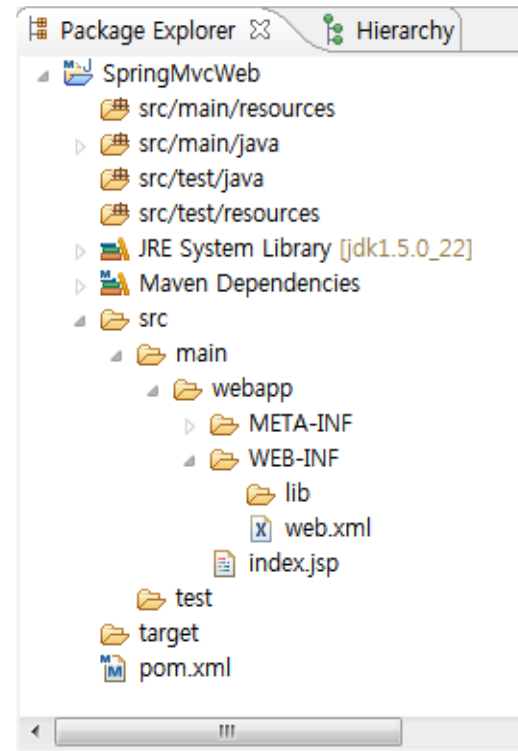 Package Explorer Hierarchy
SpringMvcWeb
src/main/resources
src/main/java
src/test/java
src/test/resources
JRE System Library [jdk1.5.0_22]
Maven Dependencies
src
main
webapp
META-INF
WEB-INF
lib
web.xml
index.jsp
test
target
pom.xml